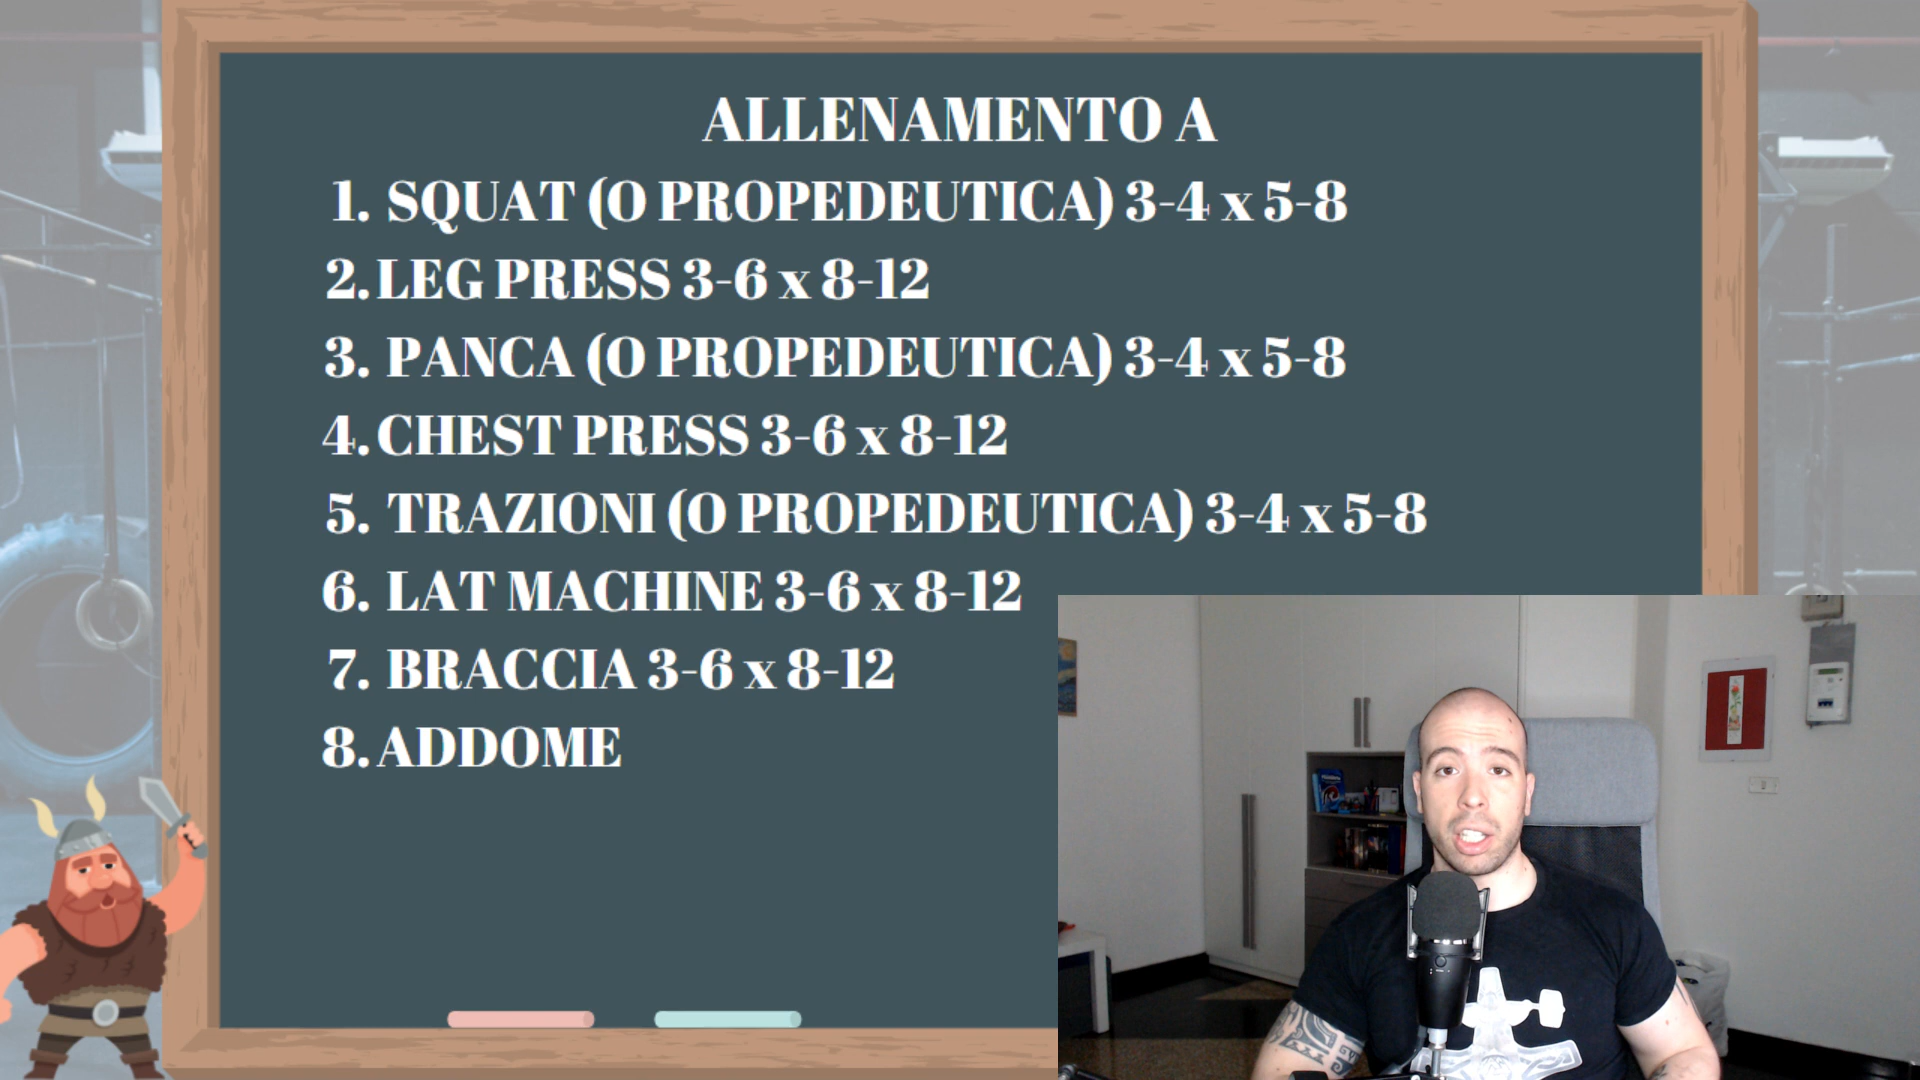 ALLENAMENTO A
1. SQUAT (O PROPEDEUTICA) 3-4 x 5-8
2. LEG PRESS 3-6 x 8-12
3. PANCA (O PROPEDEUTICA) 3-4 x 5-8
4. CHEST PRESS 3-6 x 8-12
5. TRAZIONI (O PROPEDEUTICA) 3-4 x 5-8
6. LAT MACHINE 3-6 x 8-12
7. BRACCIA 3-6 x 8-12
8. ADDOME